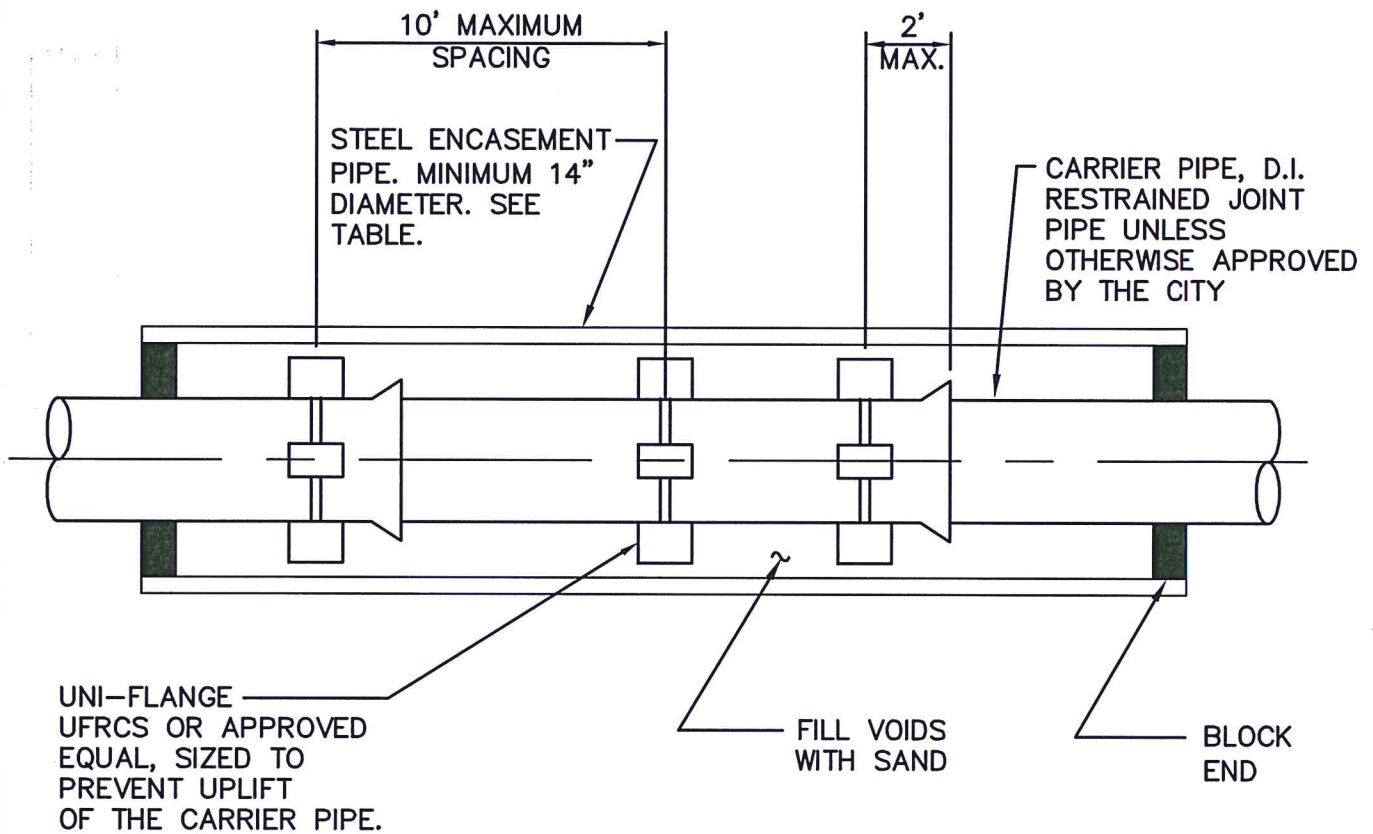 10' MAXIMUM
SPACING
2'
MAX.
STEEL ENCASEMENT
PIPE. MINIMUM 14"
DIAMETER. SEE
TABLE.
CARRIER PIPE, D.I.
RESTRAINED JOINT
PIPE UNLESS
OTHERWISE APPROVED
BY THE CITY
UNI-FLANGE
UFRCS OR APPROVED
EQUAL, SIZED TO
PREVENT UPLIFT
OF THE CARRIER PIPE.
FILL VOIDS
WITH SAND
BLOCK
END